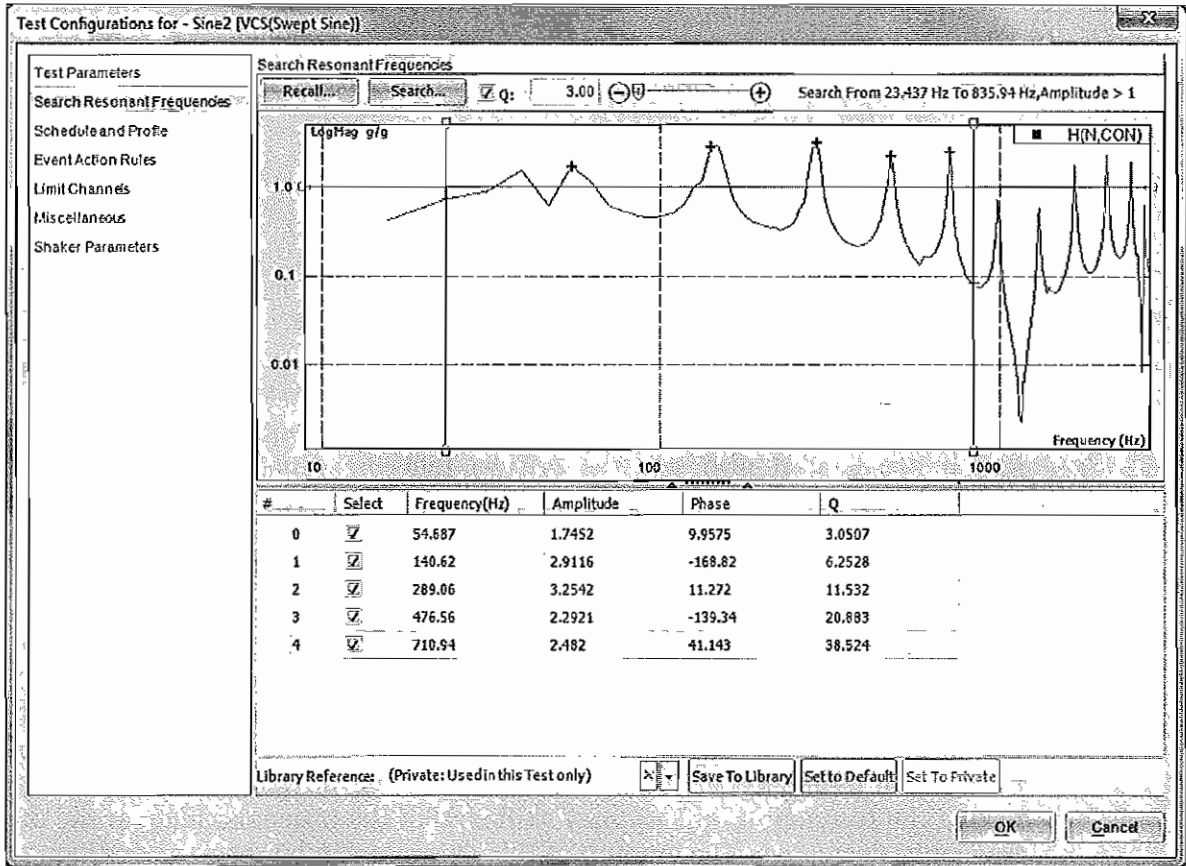 Test Configurations for - Sine2 [VCS(Swept Sine)]
Test Parameters
Search Resonant Frequencies
Schedule and Profile
Event Action Rules
Limit Channels
Miscellaneous
Shaker Parameters
Search Resonant Frequencies
Recall... Search... Q: 3.00 Search From 23.437 Hz To 835.94 Hz,Amplitude > 1
LogMag g/g
H(N,CON)
1.0
0.1
0.01
Frequency (Hz)
10 100 1000
# Select Frequency(Hz) Amplitude Phase Q
0 54.687 1.7452 9.9575 3.0507
1 140.62 2.9116 -168.82 6.2528
2 289.06 3.2542 11.272 11.532
3 476.56 2.2921 -139.34 20.883
4 710.94 2.482 41.143 38.524
Library Reference: (Private: Used in this Test only) Save To Library Set to Default Set To Private
OK Cancel